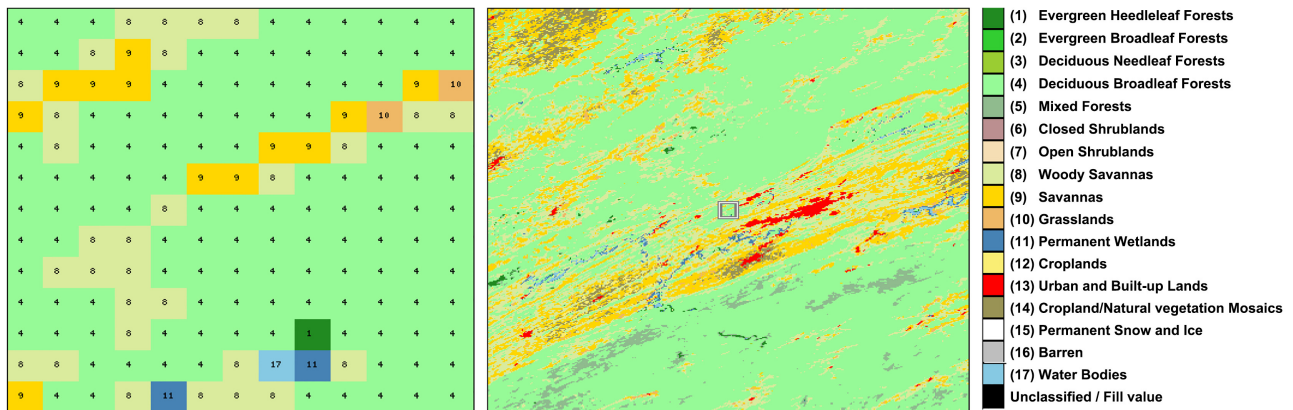 4 4 4 8 8 8 8 4 4 4 4 4 4
4 4 8 9 8 4 4 4 4 4 4 4 4
8 9 9 9 4 4 4 4 4 4 4 9 10
9 8 4 4 4 4 4 4 4 9 10 8 8
4 8 4 4 4 4 4 9 9 8 4 4 4
4 4 4 4 4 9 9 8 4 4 4 4 4
4 4 4 4 8 4 4 4 4 4 4 4 4
4 4 8 8 4 4 4 4 4 4 4 4 4
4 8 8 8 4 4 4 4 4 4 4 4 4
4 4 4 8 8 4 4 4 4 4 4 4 4
4 4 4 8 4 4 4 4 1 4 4 4 4
8 8 4 4 4 4 8 17 11 8 4 4 4
9 4 4 8 11 8 8 8 4 4 4 4 4
(1) Evergreen Heedleleaf Forests
(2) Evergreen Broadleaf Forests
(3) Deciduous Needleaf Forests
(4) Deciduous Broadleaf Forests
(5) Mixed Forests
(6) Closed Shrublands
(7) Open Shrublands
(8) Woody Savannas
(9) Savannas
(10) Grasslands
(11) Permanent Wetlands
(12) Croplands
(13) Urban and Built-up Lands
(14) Cropland/Natural vegetation Mosaics
(15) Permanent Snow and Ice
(16) Barren
(17) Water Bodies
Unclassified / Fill value